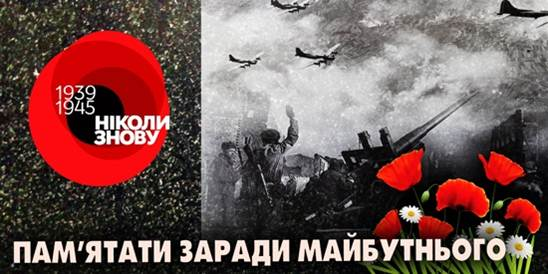 1939
1945
НІКОЛИ
ЗНОВУ
ПАМ'ЯТАТИ ЗАРАДИ МАЙБУТНЬОГО